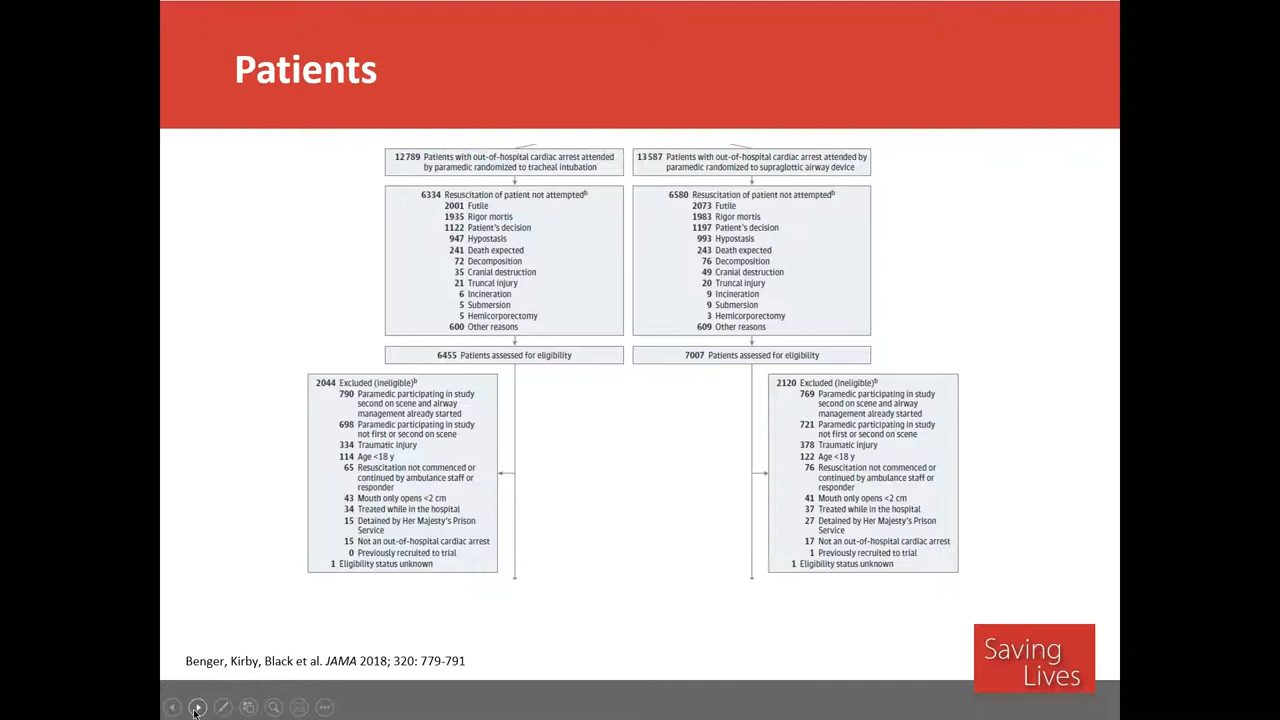 Patients
12 789 Patients with out-of-hospital cardiac arrest attended
by paramedic randomized to tracheal intubation
13 587 Patients with out-of-hospital cardiac arrest attended by
paramedic randomized to supraglottic airway device
6334 Resuscitation of patient not attemptedb
2001 Futile
1935 Rigor mortis
1122 Patient's decision
947 Hypostasis
241 Death expected
72 Decomposition
35 Cranial destruction
21 Truncal injury
6 Incineration
5 Submersion
5 Hemicorporectomy
600 Other reasons
6580 Resuscitation of patient not attemptedb
2073 Futile
1983 Rigor mortis
1197 Patient's decision
993 Hypostasis
243 Death expected
76 Decomposition
49 Cranial destruction
20 Truncal injury
9 Incineration
9 Submersion
3 Hemicorporectomy
609 Other reasons
6455 Patients assessed for eligibility
7007 Patients assessed for eligibility
2044 Excluded (ineligible)b
790 Paramedic participating in study
second on scene and airway
management already started
698 Paramedic participating in study
not first or second on scene
334 Traumatic injury
114 Age <18 y
65 Resuscitation not commenced or
continued by ambulance staff or
responder
43 Mouth only opens <2 cm
34 Treated while in the hospital
15 Detained by Her Majesty's Prison
Service
15 Not an out-of-hospital cardiac arrest
0 Previously recruited to trial
1 Eligibility status unknown
2120 Excluded (ineligible)b
769 Paramedic participating in study
second on scene and airway
management already started
721 Paramedic participating in study
not first or second on scene
378 Traumatic injury
122 Age <18 y
76 Resuscitation not commenced or
continued by ambulance staff or
responder
41 Mouth only opens <2 cm
37 Treated while in the hospital
27 Detained by Her Majesty's Prison
Service
17 Not an out-of-hospital cardiac arrest
1 Previously recruited to trial
1 Eligibility status unknown
Benger, Kirby, Black et al. JAMA 2018; 320: 779-791
Saving
Lives